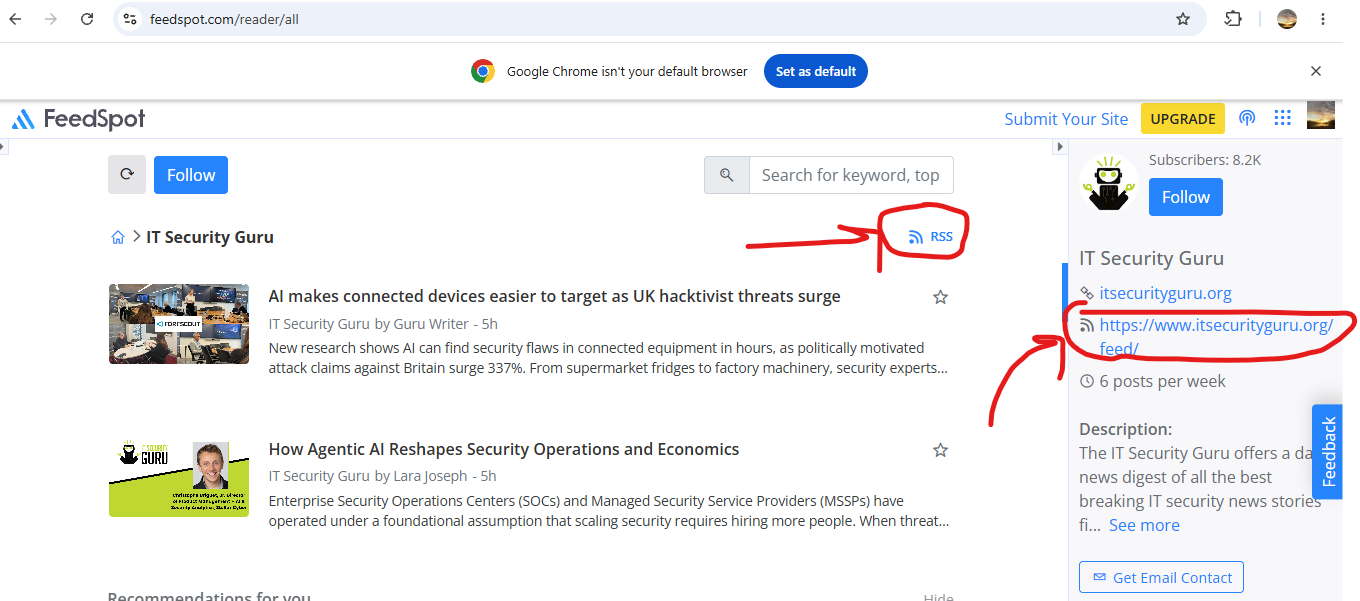 feedspot.com/reader/all
Google Chrome isn't your default browser
Set as default
FeedSpot
Submit Your Site
UPGRADE
Follow
Search for keyword, top
IT Security Guru
RSS
AI makes connected devices easier to target as UK hacktivist threats surge
IT Security Guru by Guru Writer - 5h
New research shows AI can find security flaws in connected equipment in hours, as politically motivated
attack claims against Britain surge 337%. From supermarket fridges to factory machinery, security experts...
<) FORESCOUT
How Agentic AI Reshapes Security Operations and Economics
IT Security Guru by Lara Joseph - 5h
Enterprise Security Operations Centers (SOCs) and Managed Security Service Providers (MSSPs) have
operated under a foundational assumption that scaling security requires hiring more people. When threat...
IT SECURITY
GURU
Recommendations for you
Hide
Subscribers: 8.2K
Follow
IT Security Guru
itsecurityguru.org
https://www.itsecurityguru.org/
feed/
6 posts per week
Description:
The IT Security Guru offers a da
news digest of all the best
breaking IT security news stories
fi... See more
Get Email Contact
Feedback